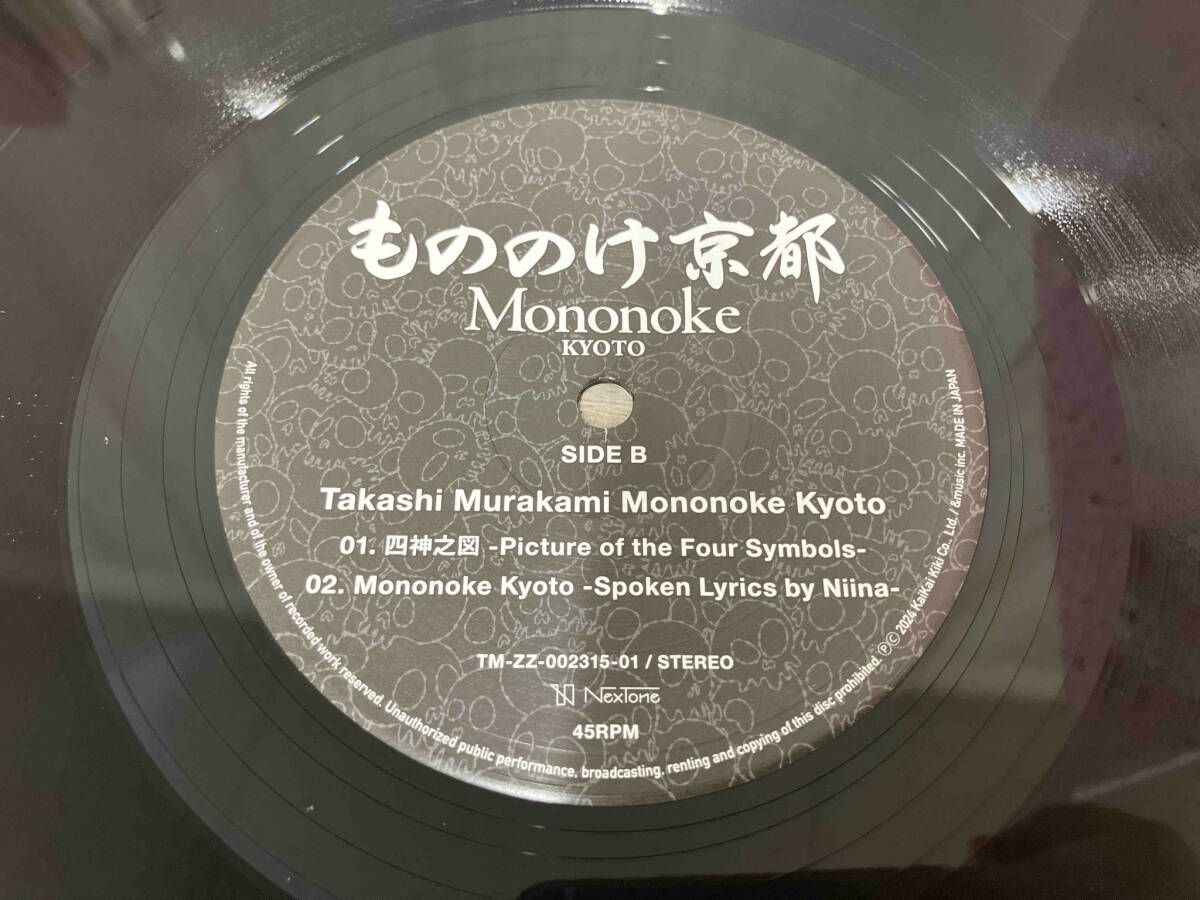 もののけ 京都
Mononoke
KYOTO
SIDE B
Takashi Murakami Mononoke Kyoto
01. 四神之図 -Picture of the Four Symbols-
02. Mononoke Kyoto -Spoken Lyrics by Niina-
TM-ZZ-002315-01 / STEREO
NexTone
45RPM
All rights of the manufacturer and of the owner of recorded work reserved. Unauthorized public performance, broadcasting, renting and copying of this disc prohibited. ℗© 2024 KaiKai Kiki Co., Ltd. / &music inc. MADE IN JAPAN